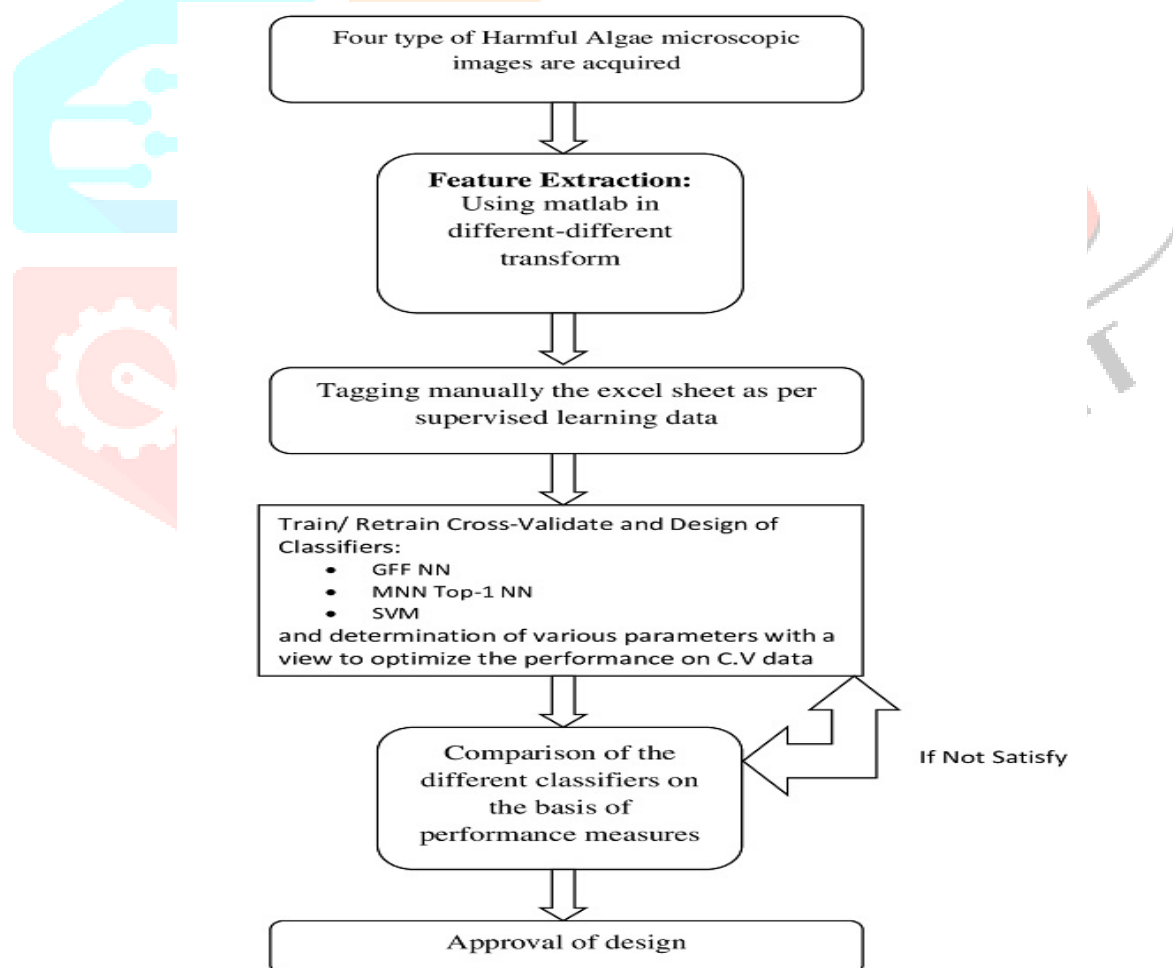 Four type of Harmful Algae microscopic
images are acquired
Feature Extraction:
Using matlab in
different-different
transform
Tagging manually the excel sheet as per
supervised learning data
Train/ Retrain Cross-Validate and Design of
Classifiers:
• GFF NN
• MNN Top-1 NN
• SVM
and determination of various parameters with a
view to optimize the performance on C.V data
Comparison of the
different classifiers on
the basis of
performance measures
If Not Satisfy
Approval of design